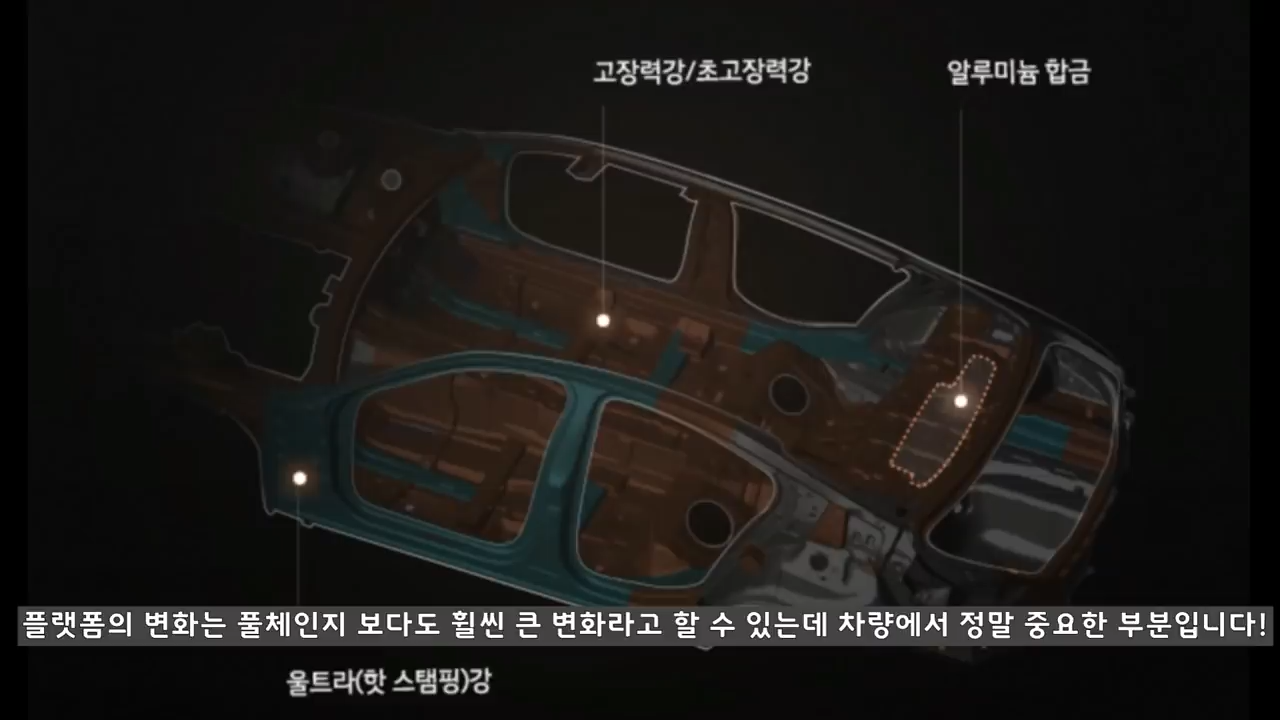 고장력강/초고장력강
알루미늄 합금
플랫폼의 변화는 풀체인지 보다도 훨씬 큰 변화라고 할 수 있는데 차량에서 정말 중요한 부분입니다!
울트라(핫 스탬핑)강